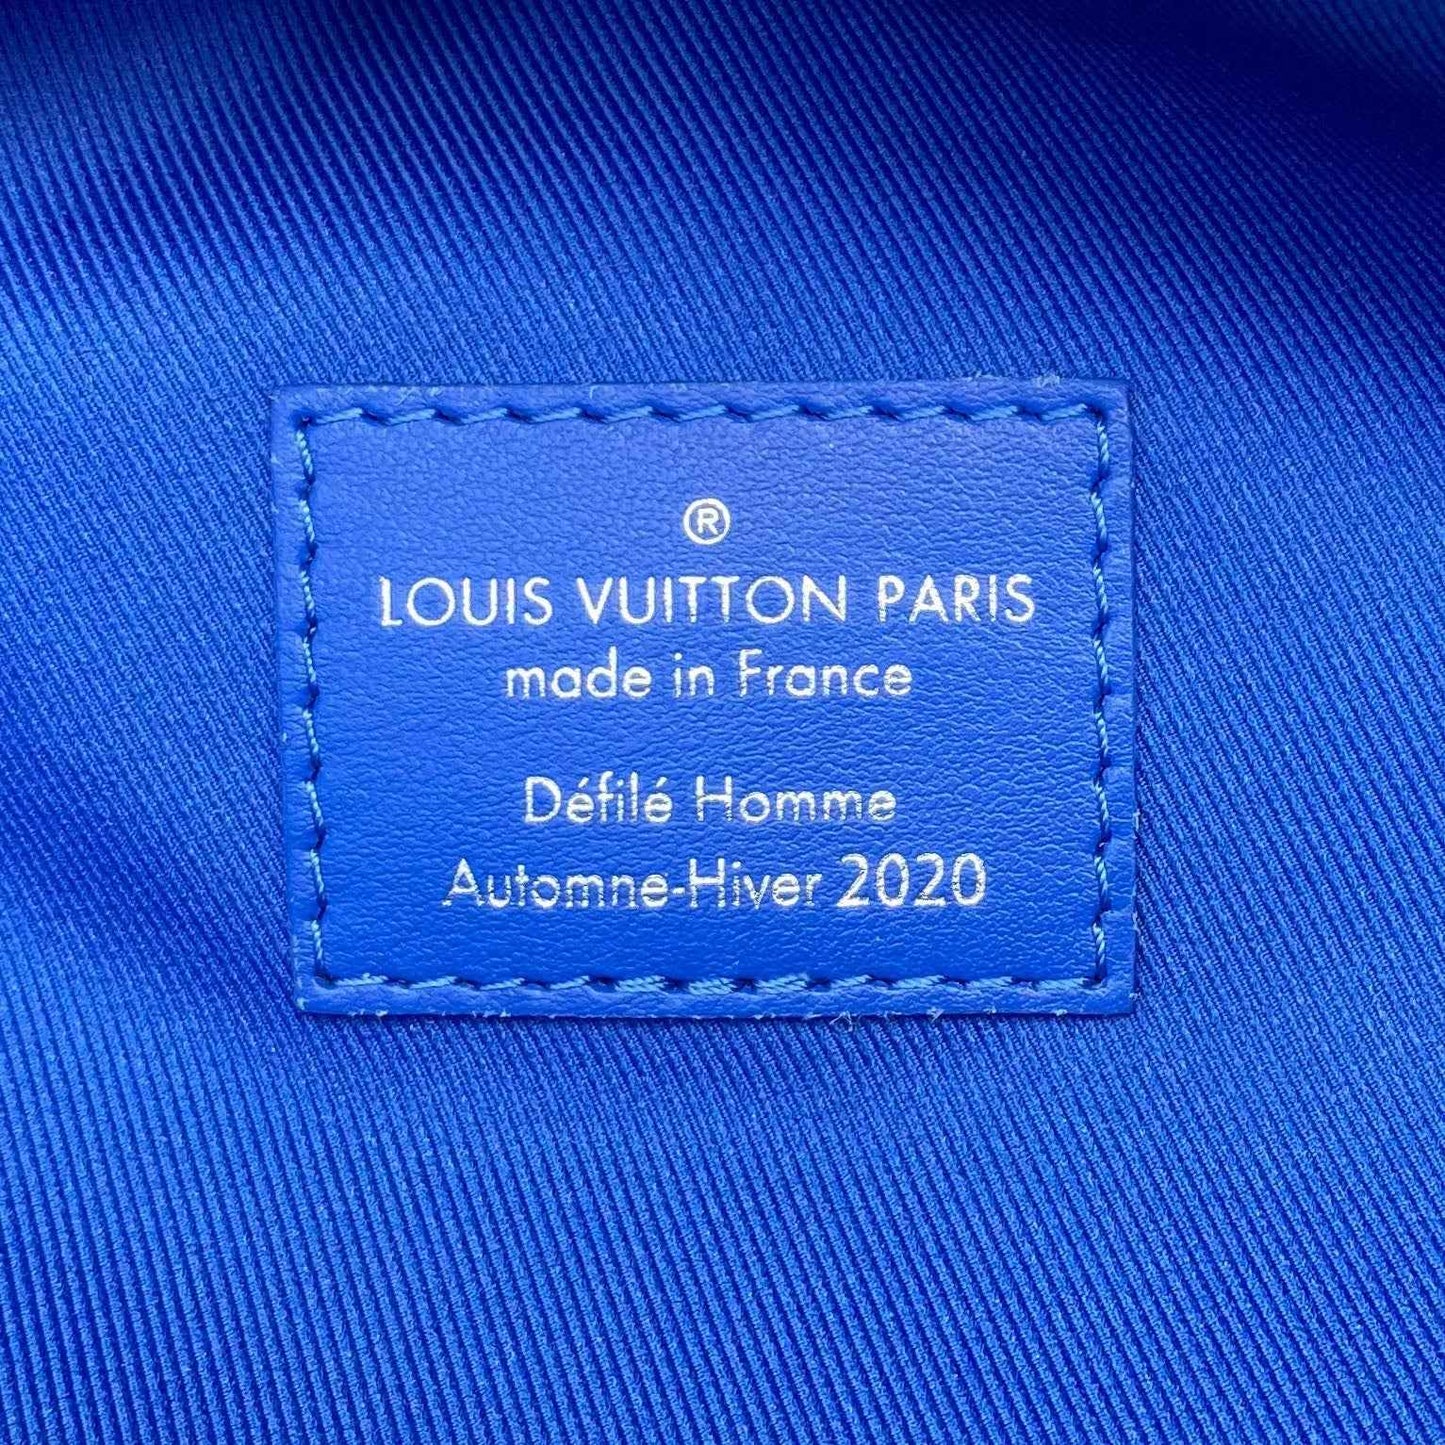 ®
LOUIS VUITTON PARIS
made in France
Défilé Homme
Automne-Hiver 2020